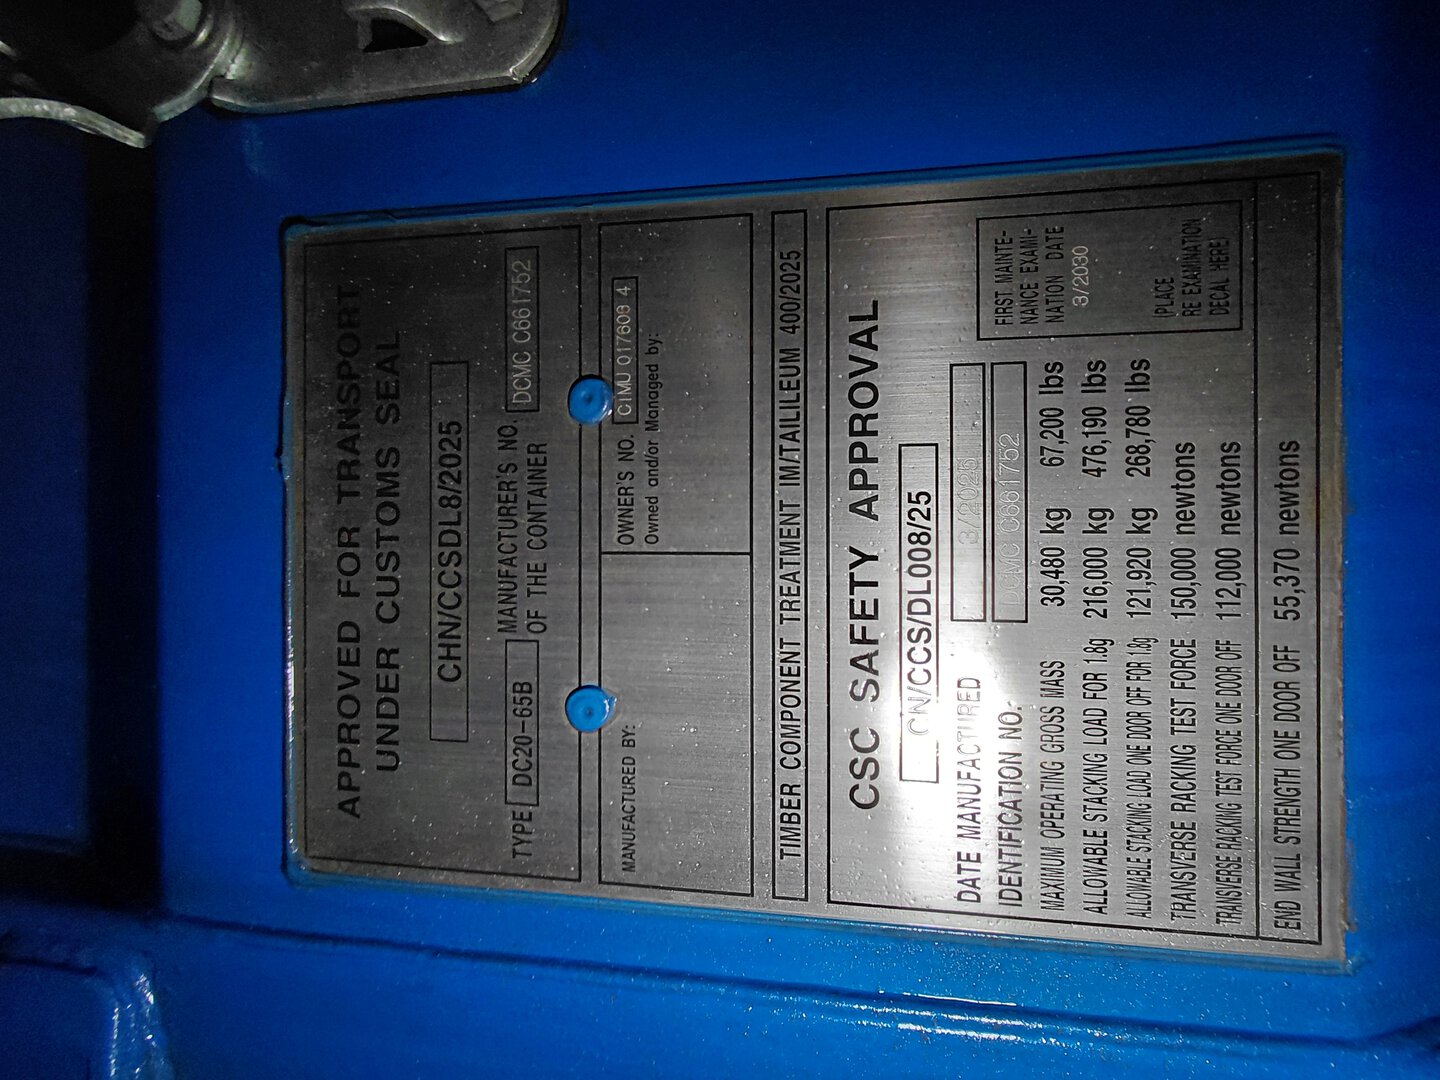 APPROVED FOR TRANSPORT
UNDER CUSTOMS SEAL
CHN/CCSDL8/2025
TYPE DC20-65B MANUFACTURER'S NO. OF THE CONTAINER DCMC C661752
MANUFACTURED BY:
OWNER'S NO. CIMU 017608 4
Owned and/or Managed by:
TIMBER COMPONENT TREATMENT IM/TAILILEUM 400/2025
CSC SAFETY APPROVAL
CN/CCS/DL008/25
DATE MANUFACTURED 3/2025
IDENTIFICATION NO. DCMC C661752
MAXIMUM OPERATING GROSS MASS 30,480 kg 67,200 lbs
ALLOWABLE STACKING LOAD FOR 1.8g 216,000 kg 476,190 lbs
ALLOWABLE STACKING LOAD ONE DOOR OFF FOR 1.8g 121,920 kg 268,780 lbs
TRANSVERSE RACKING TEST FORCE 150,000 newtons
TRANSVERSE RACKING TEST FORCE ONE DOOR OFF 112,000 newtons
END WALL STRENGTH ONE DOOR OFF 55,370 newtons
FIRST MAINTE-
NANCE EXAMI-
NATION DATE
3/2030
(PLACE
RE EXAMINATION
DECAL HERE)